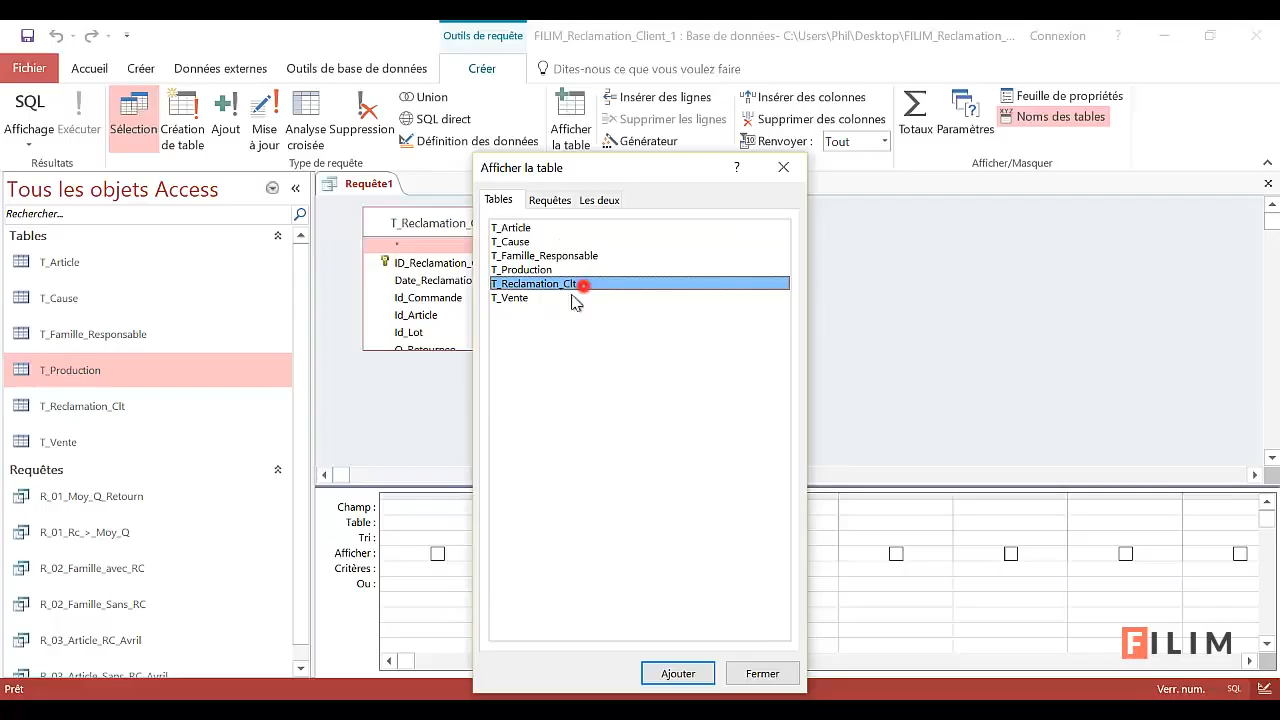 Outils de requête
FILIM_Reclamation_Client_1 : Base de données- C:\Users\Phil\Desktop\FILIM_Reclamation_...
Connexion
?
Fichier
Accueil
Créer
Données externes
Outils de base de données
Créer
Dites-nous ce que vous voulez faire
SQL
Affichage
Exécuter
Résultats
Sélection
Création
de table
Ajout
Mise
à jour
Analyse
croisée
Suppression
Union
SQL direct
Définition des données
Type de requête
Afficher
la table
Insérer des lignes
Supprimer les lignes
Générateur
Insérer des colonnes
Supprimer des colonnes
Renvoyer :
Tout
Totaux
Paramètres
Feuille de propriétés
Noms des tables
Afficher/Masquer
Tous les objets Access
Rechercher...
Tables
T_Article
T_Cause
T_Famille_Responsable
T_Production
T_Reclamation_Clt
T_Vente
Requêtes
R_01_Moy_Q_Retourn
R_01_Rc_>_Moy_Q
R_02_Famille_avec_RC
R_02_Famille_Sans_RC
R_03_Article_RC_Avril
R_03_Article_Sans_RC_Avril
Requête1
T_Reclamation_C
*
ID_Reclamation_
Date_Reclamatio
Id_Commande
Id_Article
Id_Lot
Q_Retournee
Afficher la table
?
Tables
Requêtes
Les deux
T_Article
T_Cause
T_Famille_Responsable
T_Production
T_Reclamation_Clt
T_Vente
Ajouter
Fermer
Champ :
Table :
Tri :
Afficher :
Critères :
Ou :
FILIM
Prêt
Verr. num.
SQL